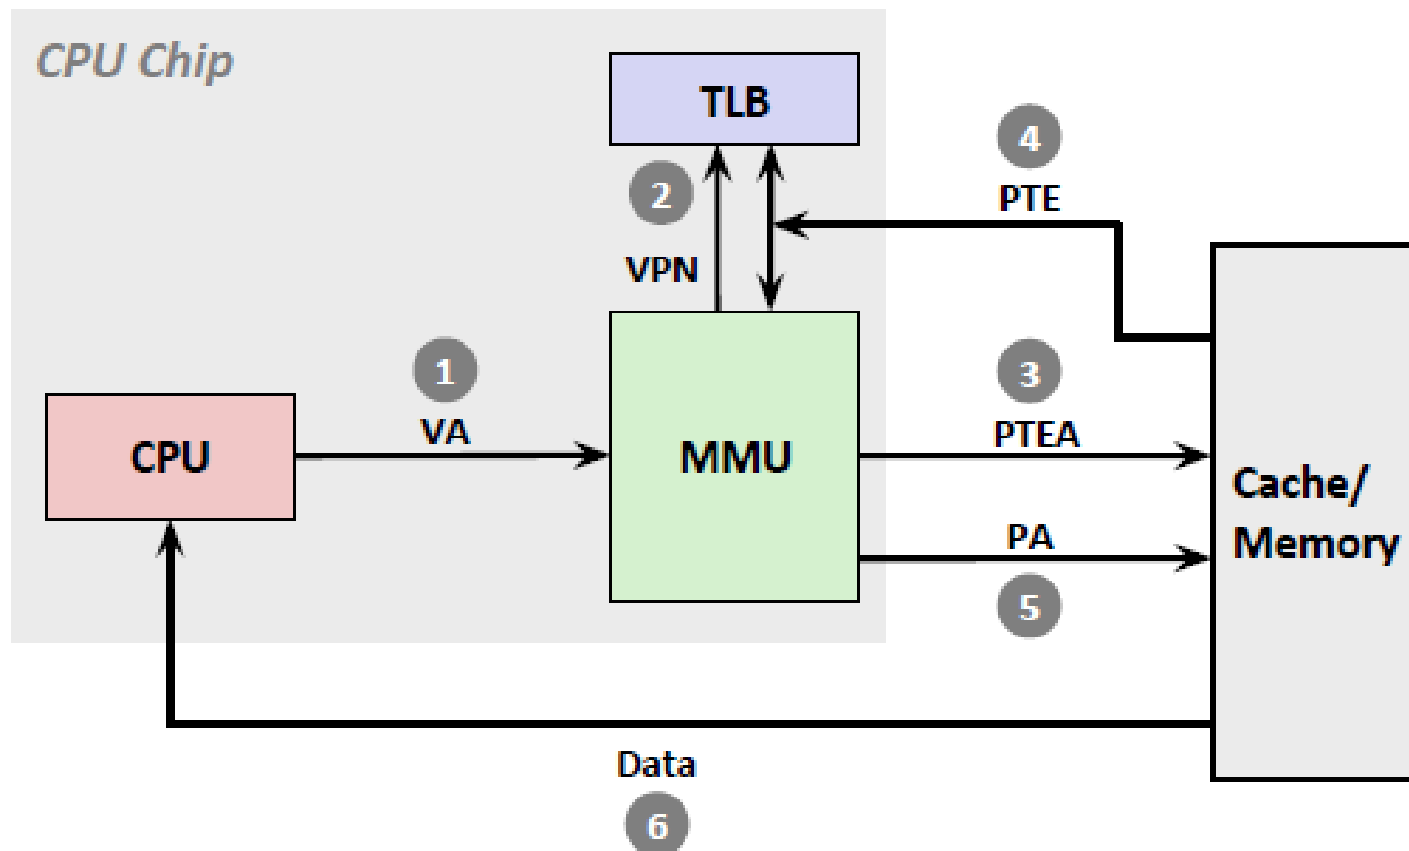 CPU Chip
TLB
4
2
PTE
VPN
1
3
VA
PTEA
CPU
MMU
Cache/
Memory
PA
5
Data
6